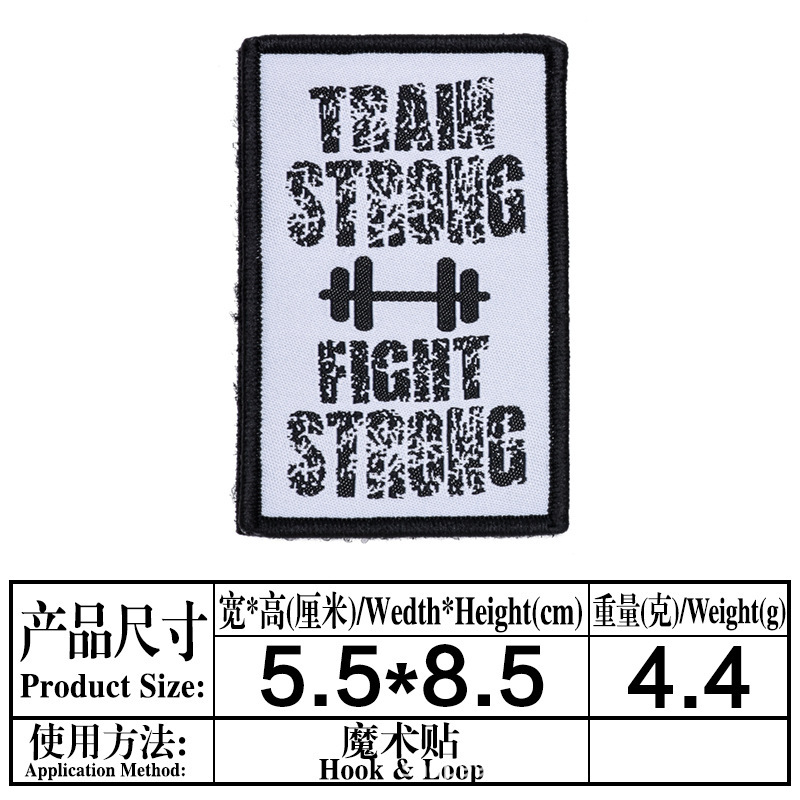 TRAIN
STRONG
FIGHT
STRONG
产品尺寸
Product Size:
宽*高(厘米)/Wedth*Height(cm)
重量(克)/Weight(g)
5.5*8.5
4.4
使用方法:
Application Method:
魔术贴
Hook & Loop